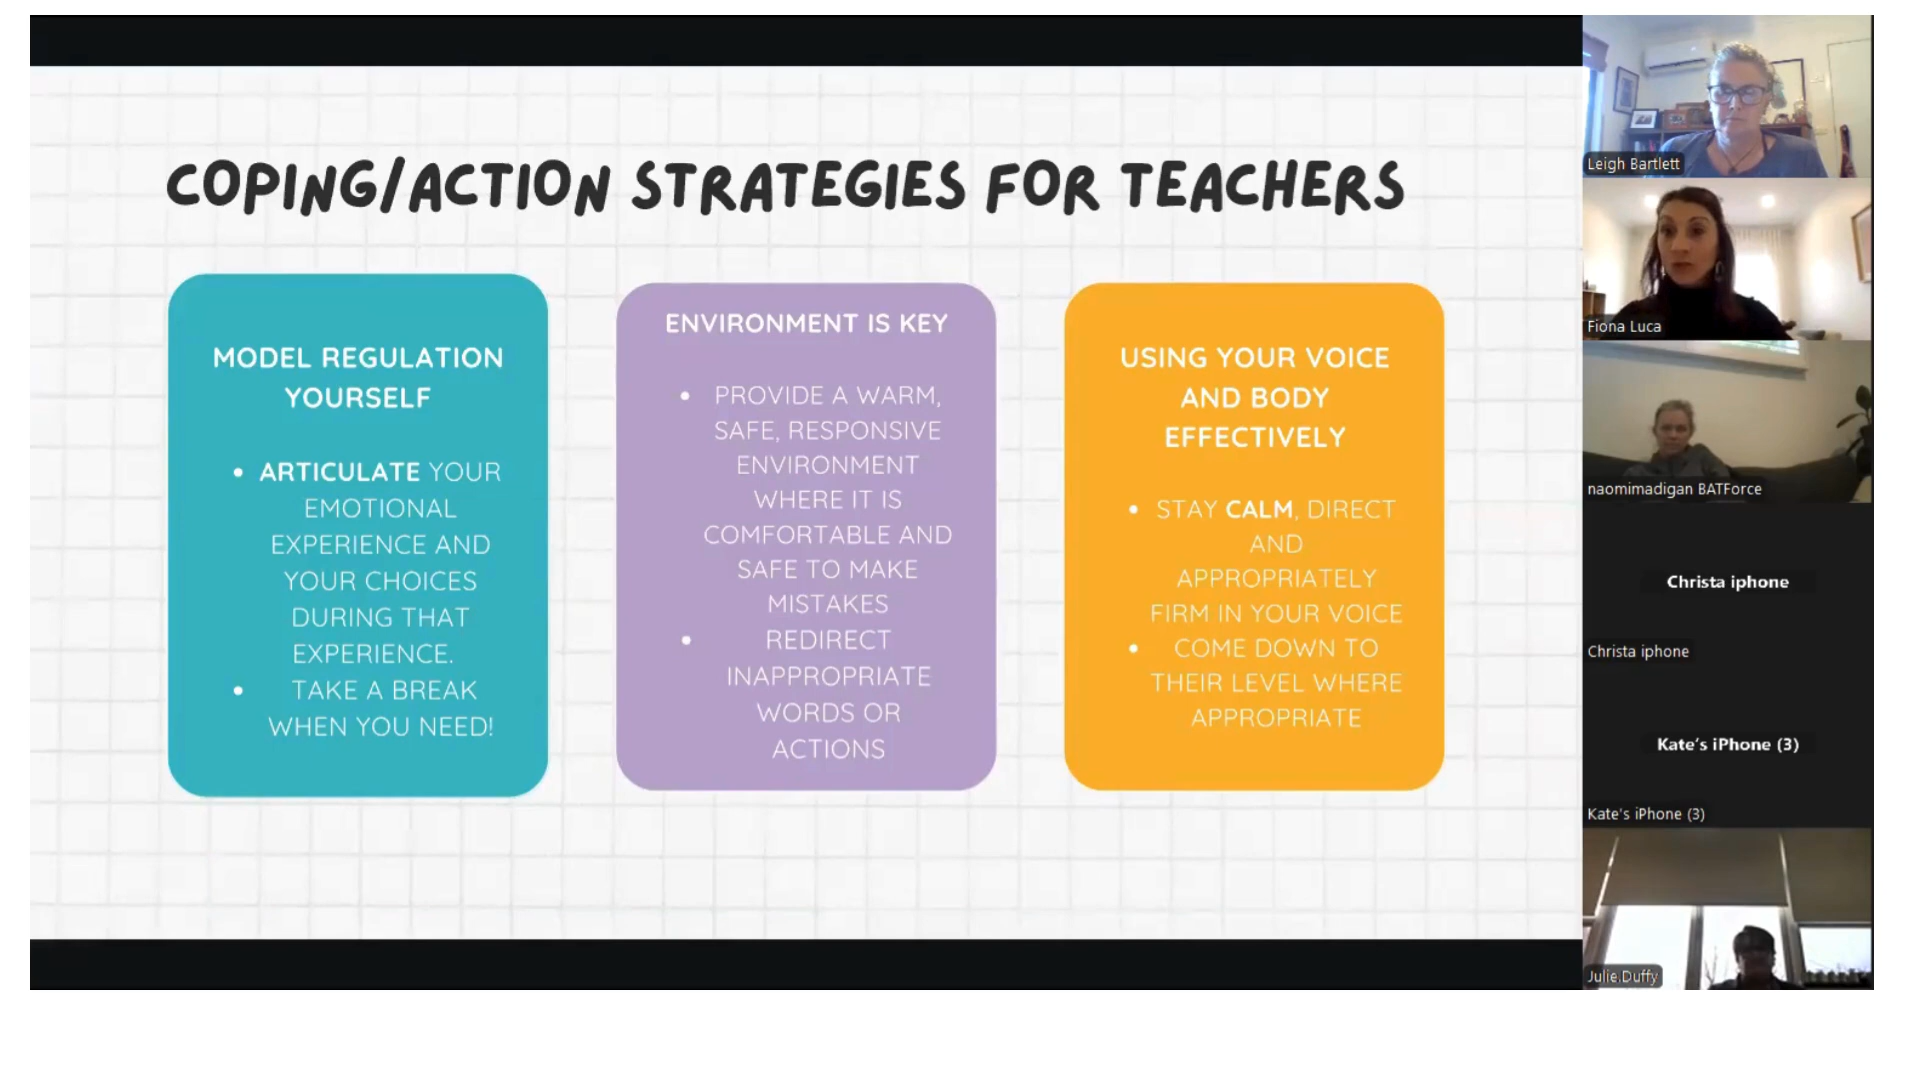 COPING/ACTION STRATEGIES FOR TEACHERS
MODEL REGULATION
YOURSELF
• ARTICULATE YOUR
EMOTIONAL
EXPERIENCE AND
YOUR CHOICES
DURING THAT
EXPERIENCE.
• TAKE A BREAK
WHEN YOU NEED!
ENVIRONMENT IS KEY
• PROVIDE A WARM,
SAFE, RESPONSIVE
ENVIRONMENT
WHERE IT IS
COMFORTABLE AND
SAFE TO MAKE
MISTAKES
• REDIRECT
INAPPROPRIATE
WORDS OR
ACTIONS
USING YOUR VOICE
AND BODY
EFFECTIVELY
• STAY CALM, DIRECT
AND
APPROPRIATELY
FIRM IN YOUR VOICE
• COME DOWN TO
THEIR LEVEL WHERE
APPROPRIATE
Leigh Bartlett
Fiona Luca
naomimadigan BATForce
Christa iphone
Christa iphone
Kate's iPhone (3)
Kate's iPhone (3)
Julie Duffy